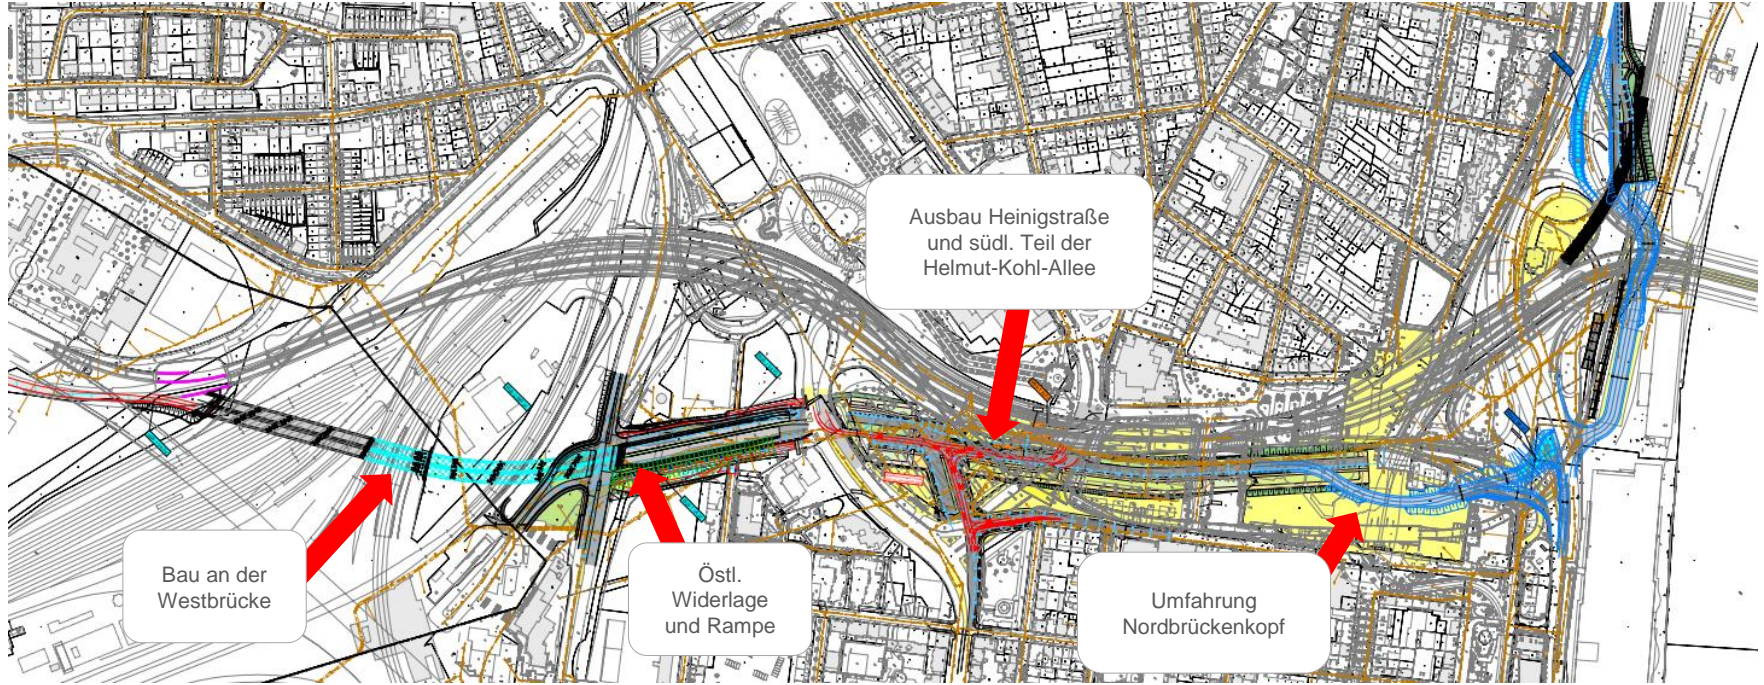 Ausbau Heinigstraße
und südl. Teil der
Helmut-Kohl-Allee
Bau an der
Westbrücke
Östl.
Widerlage
und Rampe
Umfahrung
Nordbrückenkopf